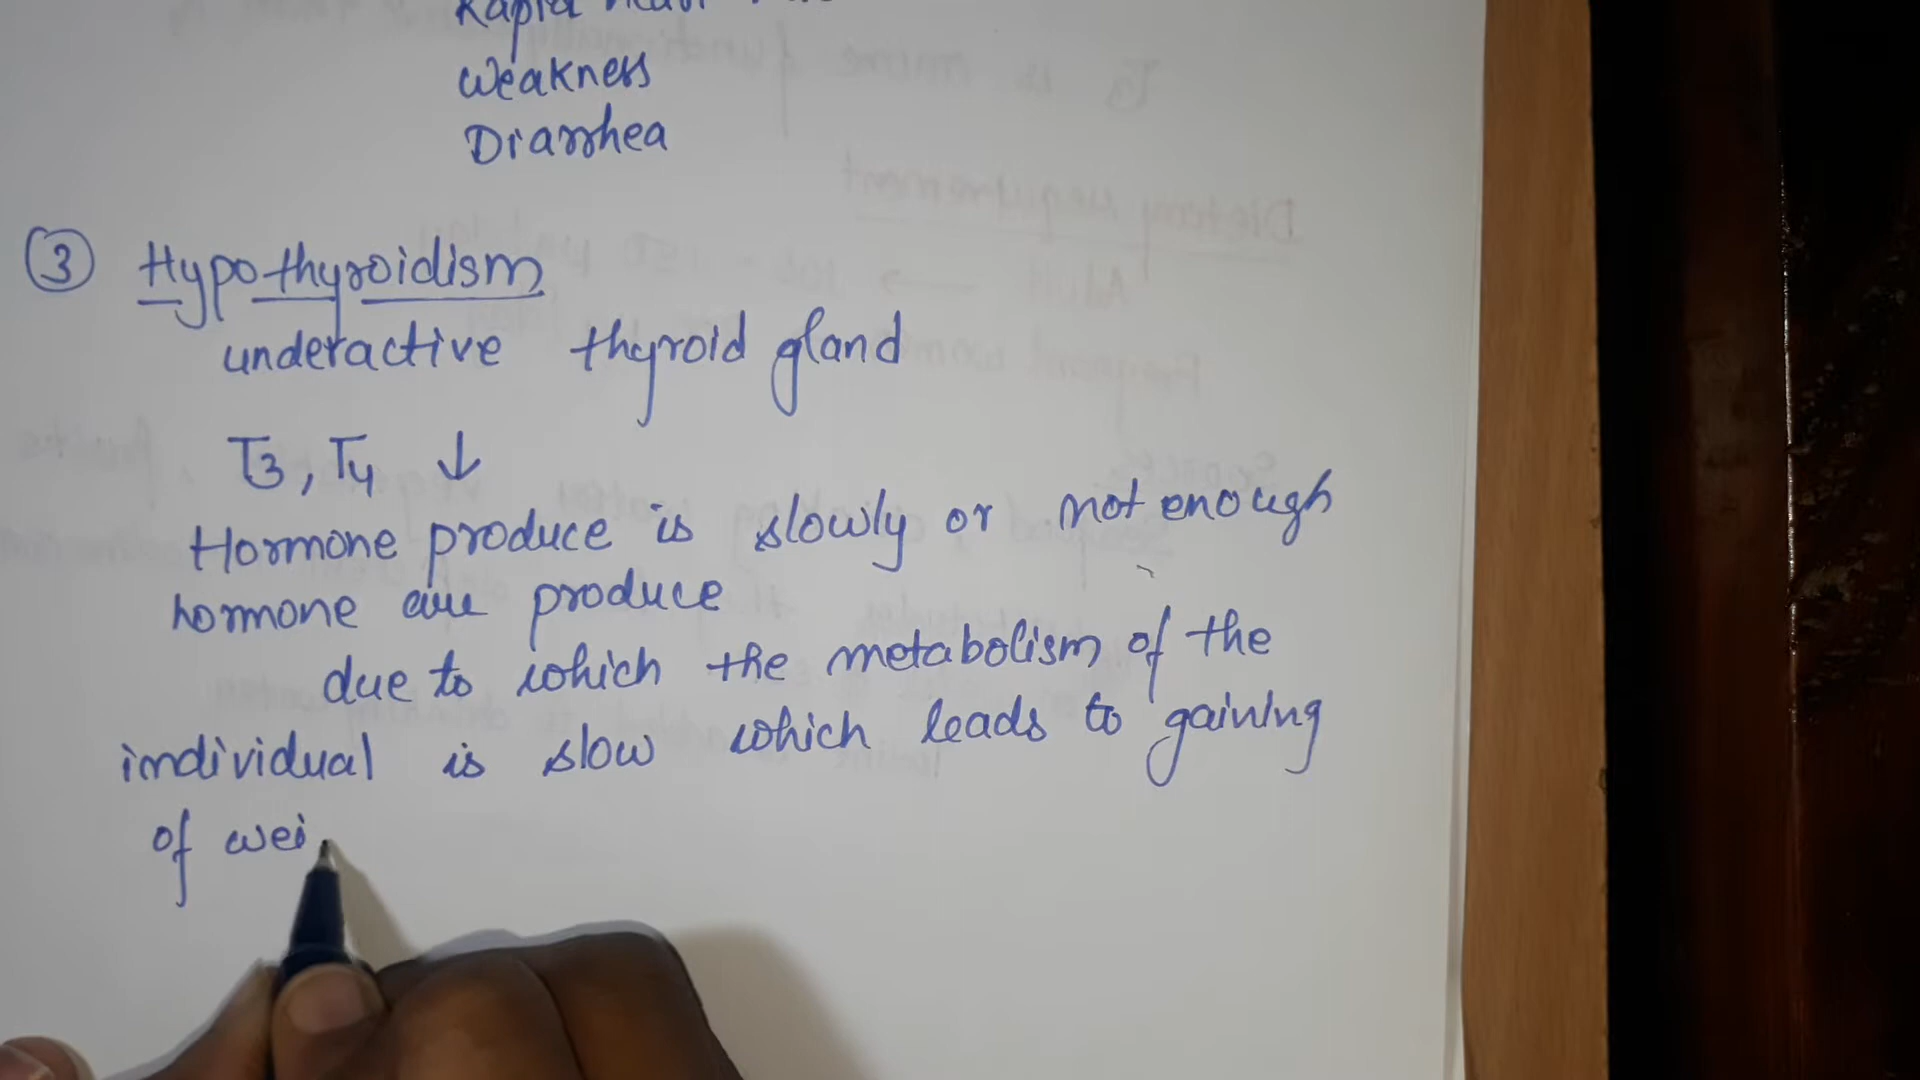 Weakness
Diarrhea
③ Hypothyroidism
underactive thyroid gland
T3, T4 ↓
Hormone produce is slowly or not enough
hormone are produce
due to which the metabolism of the
individual is slow which leads to gaining
of wei